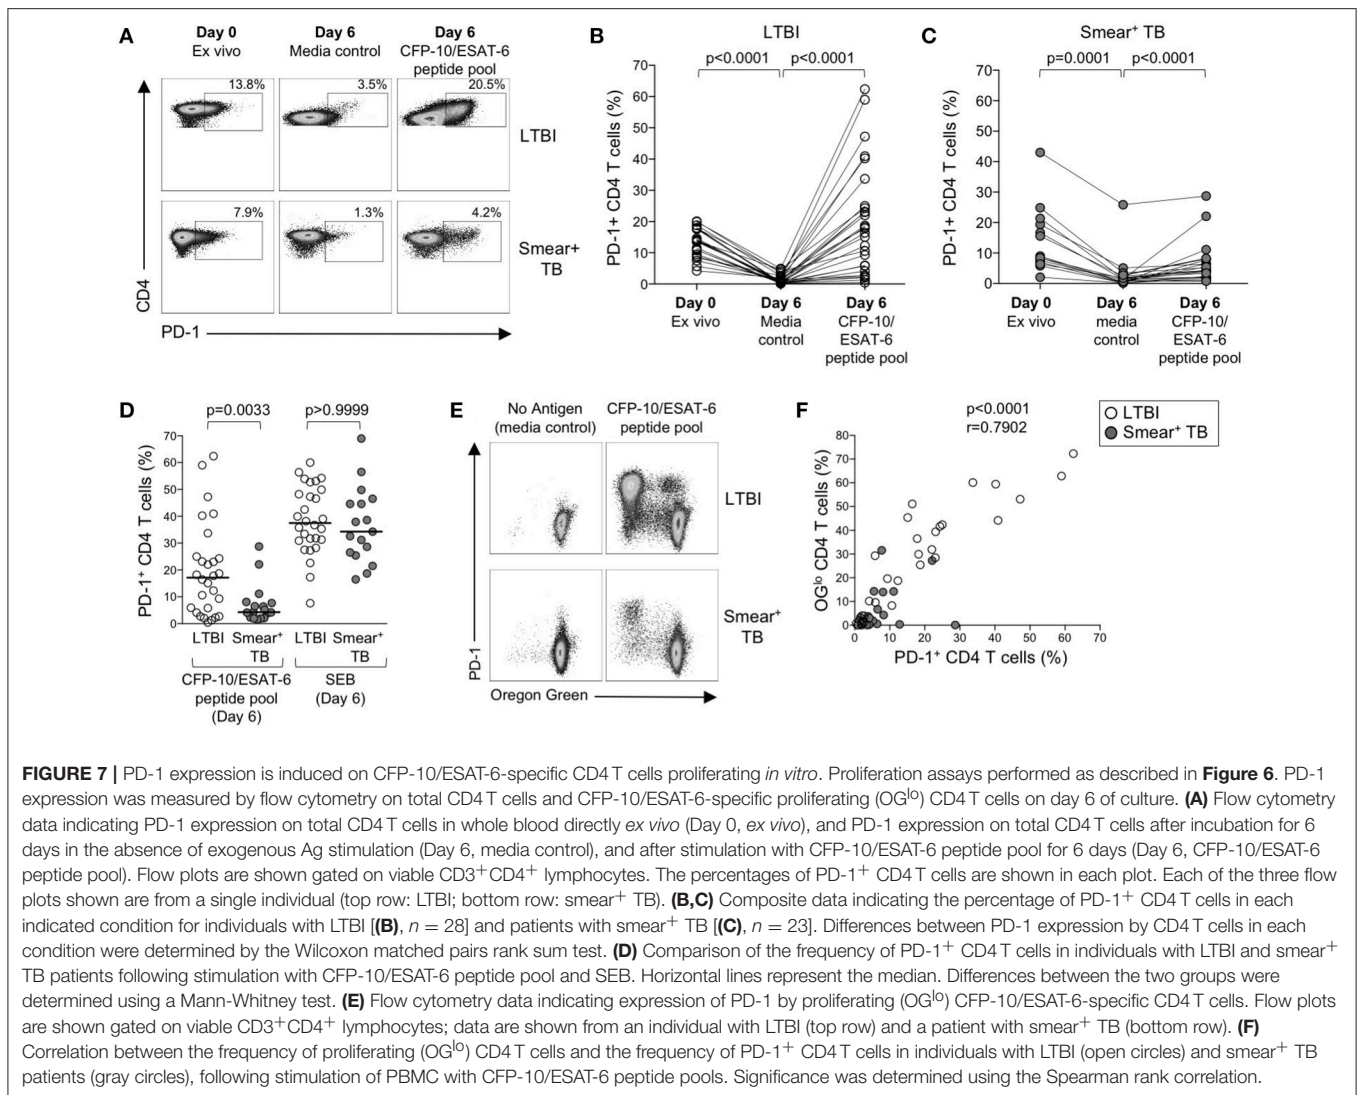 A
Day 0
Ex vivo
Day 6
Media control
Day 6
CFP-10/ESAT-6
peptide pool
13.8%
3.5%
20.5%
LTBI
7.9%
1.3%
4.2%
Smear+
TB
CD4
PD-1
B
LTBI
p<0.0001
p<0.0001
PD-1+ CD4 T cells (%)
70
60
50
40
30
20
10
0
Day 0
Ex vivo
Day 6
Media
control
Day 6
CFP-10/
ESAT-6
peptide pool
C
Smear⁺ TB
p=0.0001
p<0.0001
PD-1+ CD4 T cells (%)
70
60
50
40
30
20
10
0
Day 0
Ex vivo
Day 6
media
control
Day 6
CFP-10/
ESAT-6
peptide pool
D
p=0.0033
p>0.9999
PD-1⁺ CD4 T cells (%)
70
60
50
40
30
20
10
0
LTBI
Smear⁺
TB
LTBI
Smear⁺
TB
CFP-10/ESAT-6
peptide pool
(Day 6)
SEB
(Day 6)
E
No Antigen
(media control)
CFP-10/ESAT-6
peptide pool
LTBI
Smear⁺
TB
PD-1
Oregon Green
F
p<0.0001
r=0.7902
LTBI
Smear⁺ TB
OGˡᵒ CD4 T cells (%)
80
70
60
50
40
30
20
10
0
0
10
20
30
40
50
60
70
PD-1⁺ CD4 T cells (%)
FIGURE 7 | PD-1 expression is induced on CFP-10/ESAT-6-specific CD4 T cells proliferating in vitro. Proliferation assays performed as described in Figure 6. PD-1
expression was measured by flow cytometry on total CD4 T cells and CFP-10/ESAT-6-specific proliferating (OGˡᵒ) CD4 T cells on day 6 of culture. (A) Flow cytometry
data indicating PD-1 expression on total CD4 T cells in whole blood directly ex vivo (Day 0, ex vivo), and PD-1 expression on total CD4 T cells after incubation for 6
days in the absence of exogenous Ag stimulation (Day 6, media control), and after stimulation with CFP-10/ESAT-6 peptide pool for 6 days (Day 6, CFP-10/ESAT-6
peptide pool). Flow plots are shown gated on viable CD3⁺CD4⁺ lymphocytes. The percentages of PD-1⁺ CD4 T cells are shown in each plot. Each of the three flow
plots shown are from a single individual (top row: LTBI; bottom row: smear⁺ TB). (B,C) Composite data indicating the percentage of PD-1⁺ CD4 T cells in each
indicated condition for individuals with LTBI [(B), n = 28] and patients with smear⁺ TB [(C), n = 23]. Differences between PD-1 expression by CD4 T cells in each
condition were determined by the Wilcoxon matched pairs rank sum test. (D) Comparison of the frequency of PD-1⁺ CD4 T cells in individuals with LTBI and smear⁺
TB patients following stimulation with CFP-10/ESAT-6 peptide pool and SEB. Horizontal lines represent the median. Differences between the two groups were
determined using a Mann-Whitney test. (E) Flow cytometry data indicating expression of PD-1 by proliferating (OGˡᵒ) CFP-10/ESAT-6-specific CD4 T cells. Flow plots
are shown gated on viable CD3⁺CD4⁺ lymphocytes; data are shown from an individual with LTBI (top row) and a patient with smear⁺ TB (bottom row). (F)
Correlation between the frequency of proliferating (OGˡᵒ) CD4 T cells and the frequency of PD-1⁺ CD4 T cells in individuals with LTBI (open circles) and smear⁺ TB
patients (gray circles), following stimulation of PBMC with CFP-10/ESAT-6 peptide pools. Significance was determined using the Spearman rank correlation.